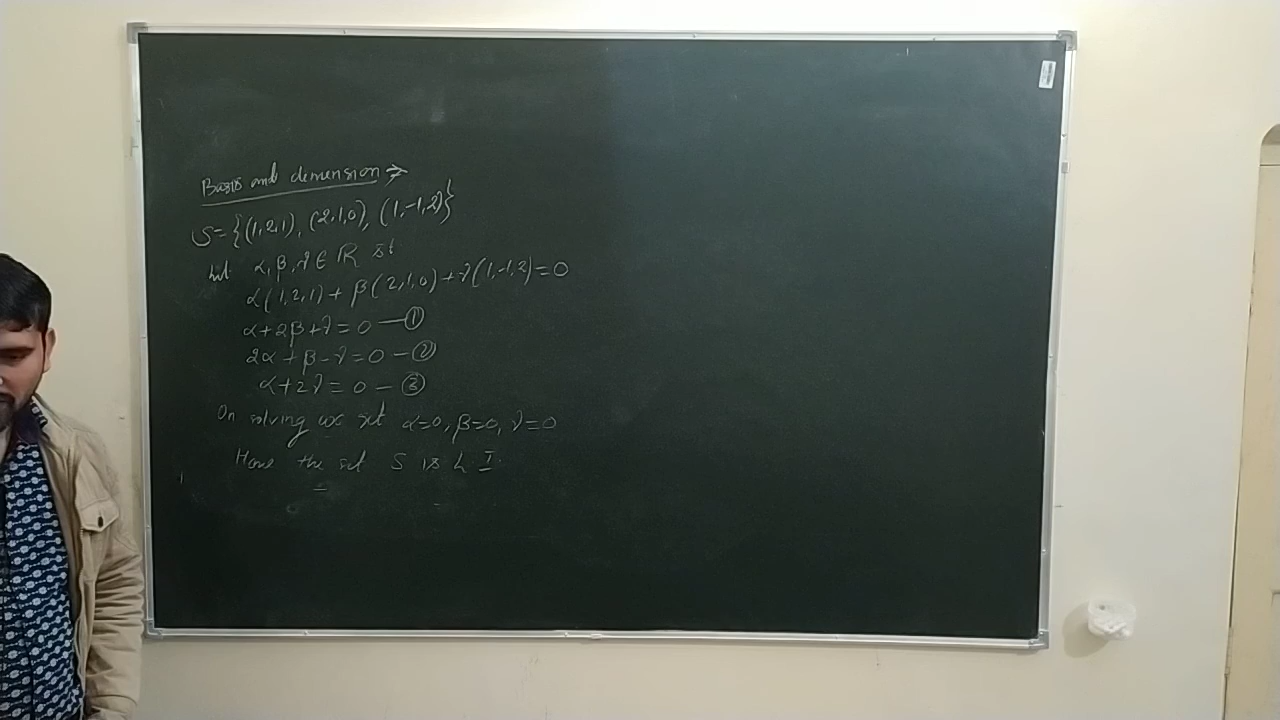 Basis and demension →
S = {(1,2,1), (2,1,0), (1,-1,2)}
Let α, β, γ ∈ R st
α(1,2,1) + β(2,1,0) + γ(1,-1,2) = 0
α + 2β + γ = 0 — ①
2α + β - γ = 0 — ②
α + 2γ = 0 — ③
On solving we get α=0, β=0, γ=0
Hence the set S is L I.